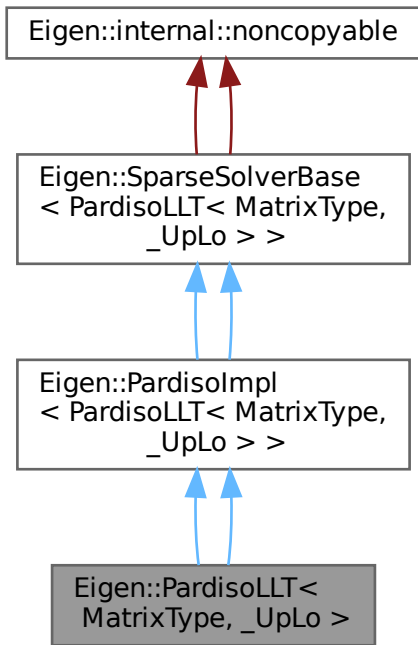 Eigen::internal::noncopyable
Eigen::SparseSolverBase
< PardisoLLT< MatrixType,
_UpLo > >
Eigen::PardisoImpl
< PardisoLLT< MatrixType,
_UpLo > >
Eigen::PardisoLLT<
MatrixType, _UpLo >